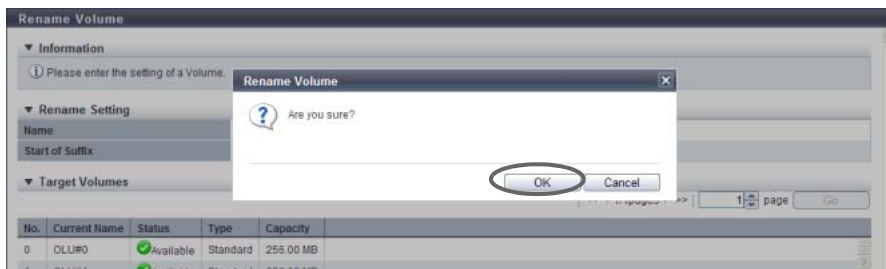 Rename Volume
Information
Please enter the setting of a Volume.
Rename Volume
Are you sure?
OK Cancel
Rename Setting
Name
Start of Suffix
Target Volumes
>> 1 page Go
No. Current Name Status Type Capacity
0 OLU#0 Available Standard 256.00 MB